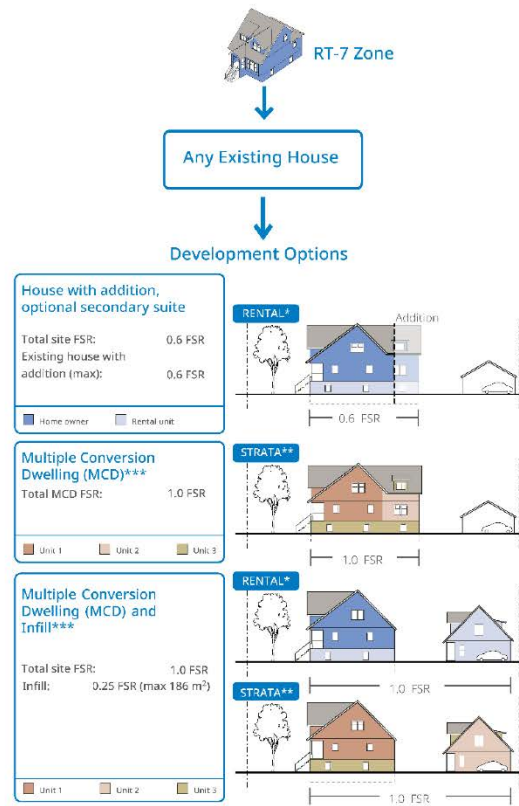 RT-7 Zone
Any Existing House
Development Options
House with addition,
optional secondary suite
Total site FSR: 0.6 FSR
Existing house with
addition (max): 0.6 FSR
Home owner Rental unit
RENTAL*
Addition
0.6 FSR
Multiple Conversion
Dwelling (MCD)***
Total MCD FSR: 1.0 FSR
Unit 1 Unit 2 Unit 3
STRATA**
1.0 FSR
Multiple Conversion
Dwelling (MCD) and
Infill***
Total site FSR: 1.0 FSR
Infill: 0.25 FSR (max 186 m²)
Unit 1 Unit 2 Unit 3
RENTAL*
1.0 FSR
STRATA**
1.0 FSR